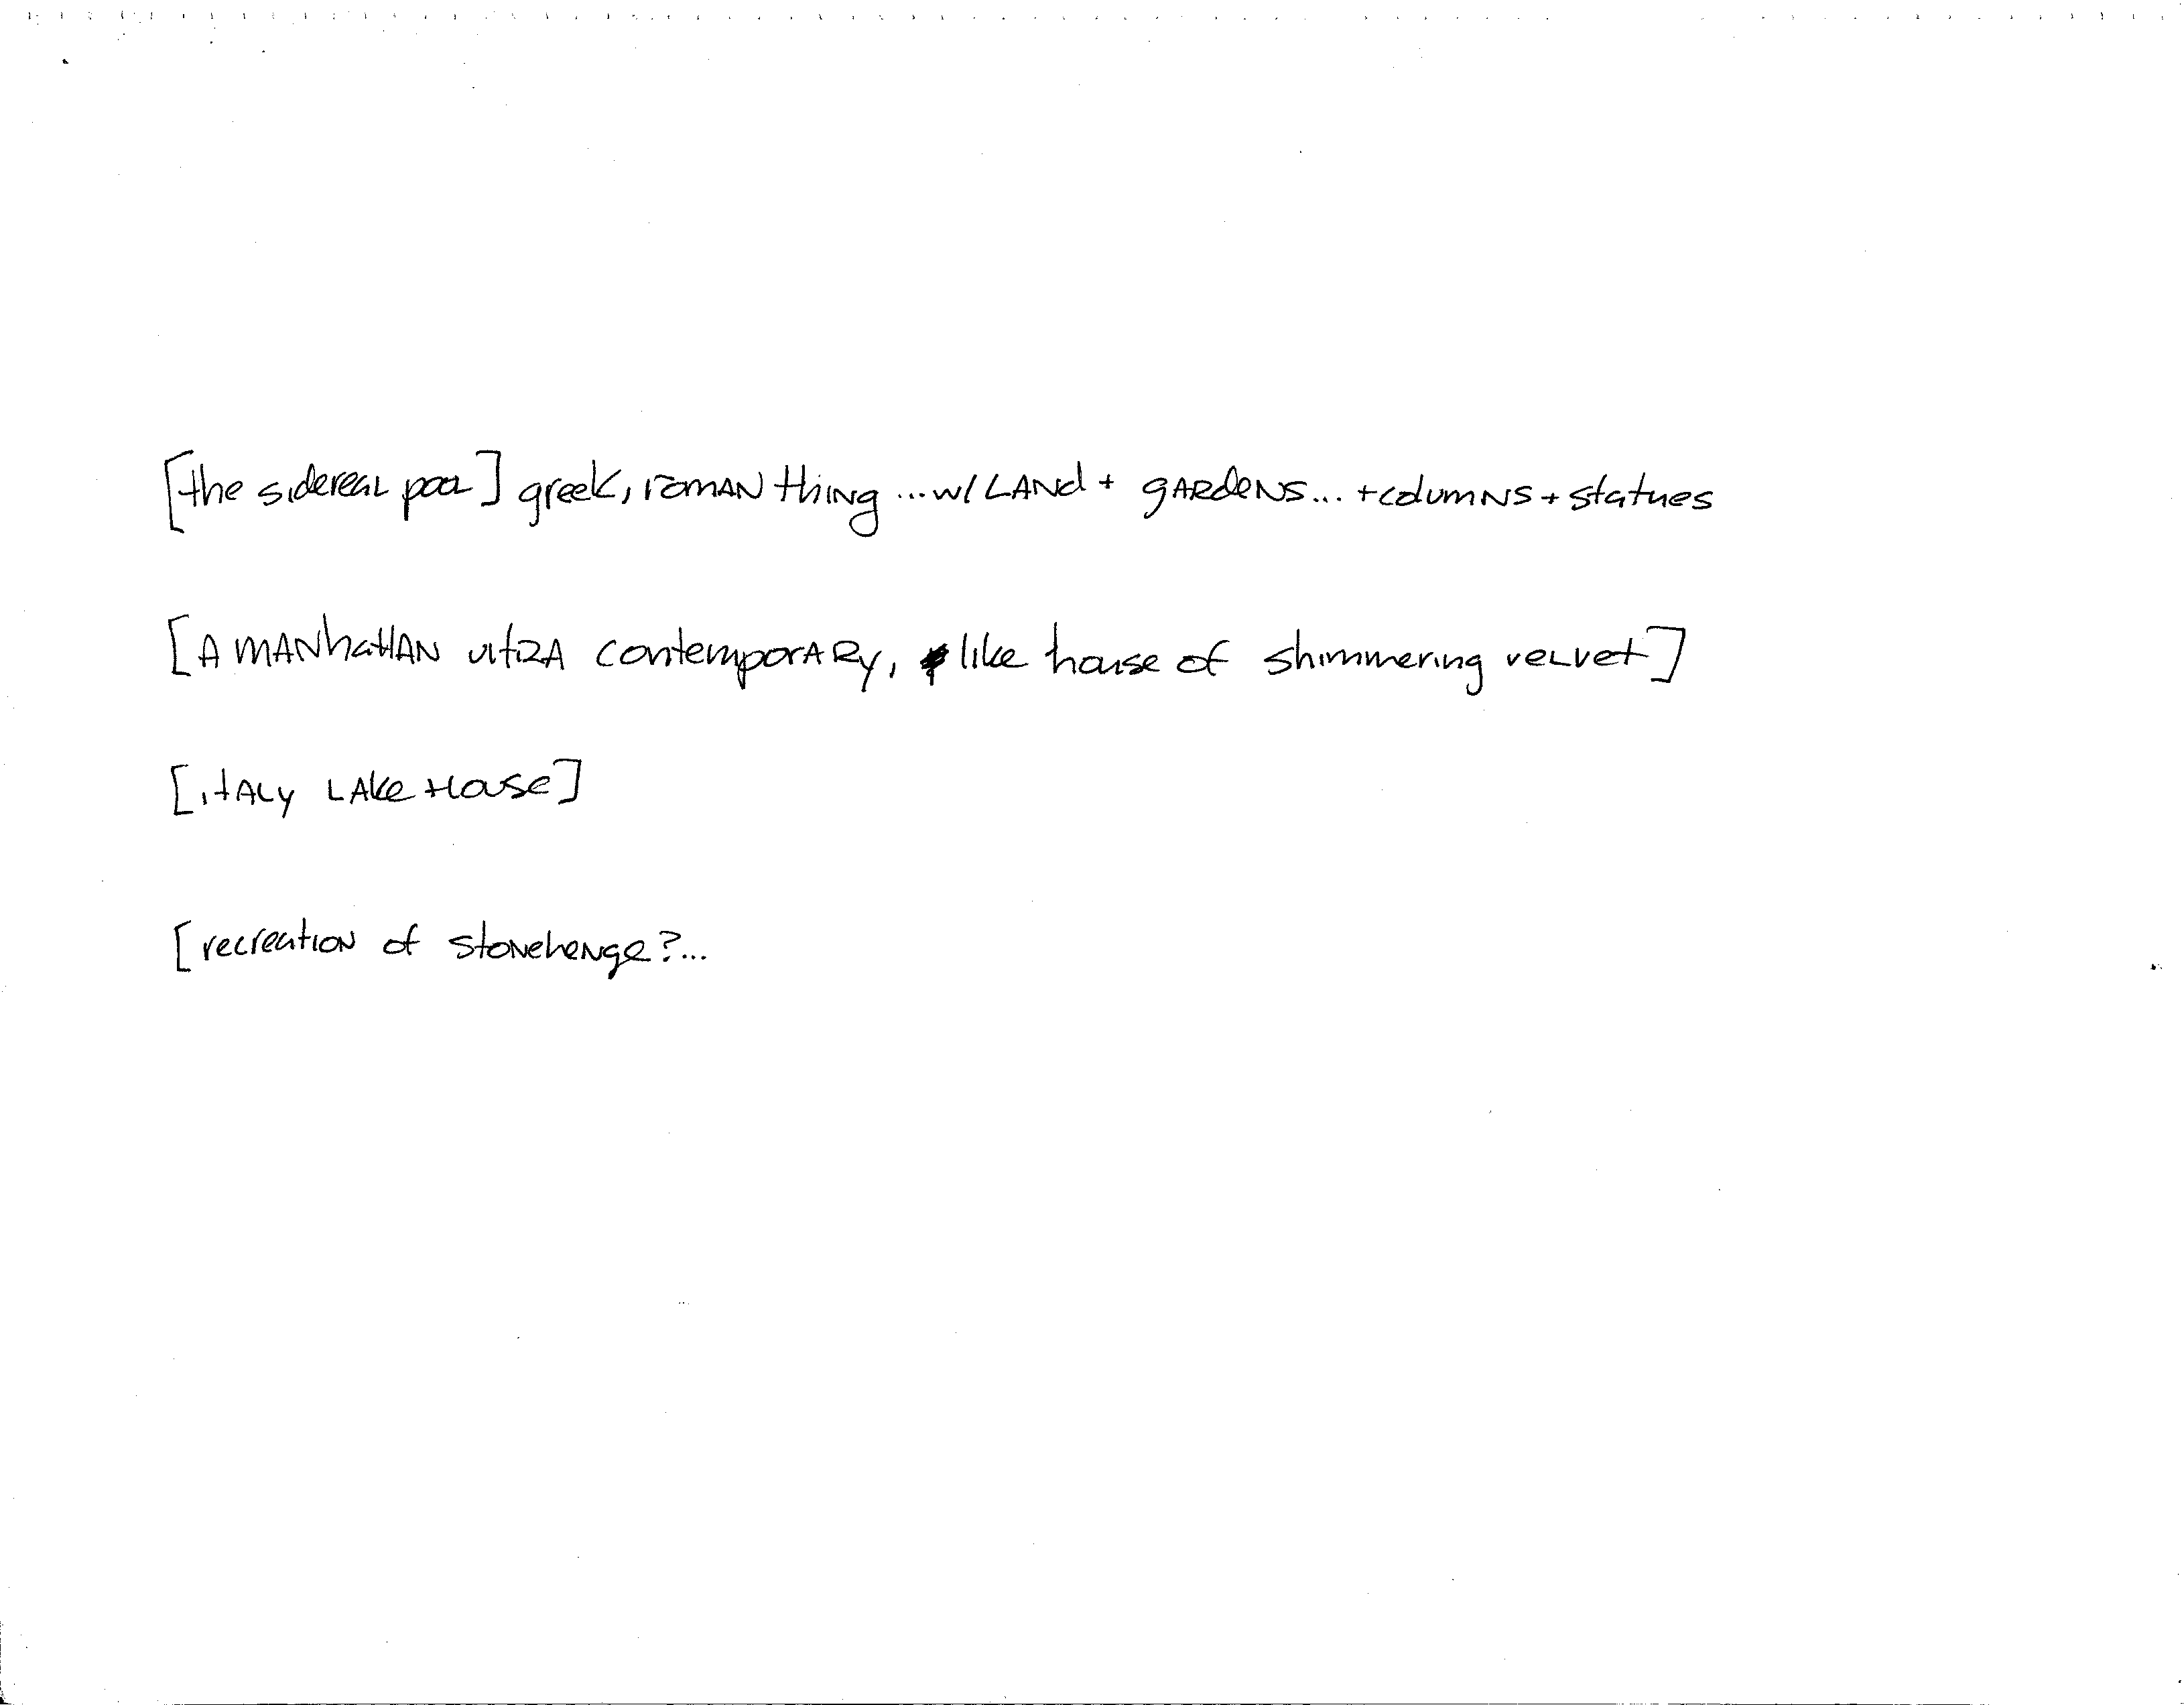 [the sidereal pool] greek, roman thing ... w/ LAND + gARdeNS... + columNS + statues
[A MANhattAN ultRA contemporARy, like house of shimmering veLvet]
[itALy LAke House]
[recreatioN of stoNeheNge?...